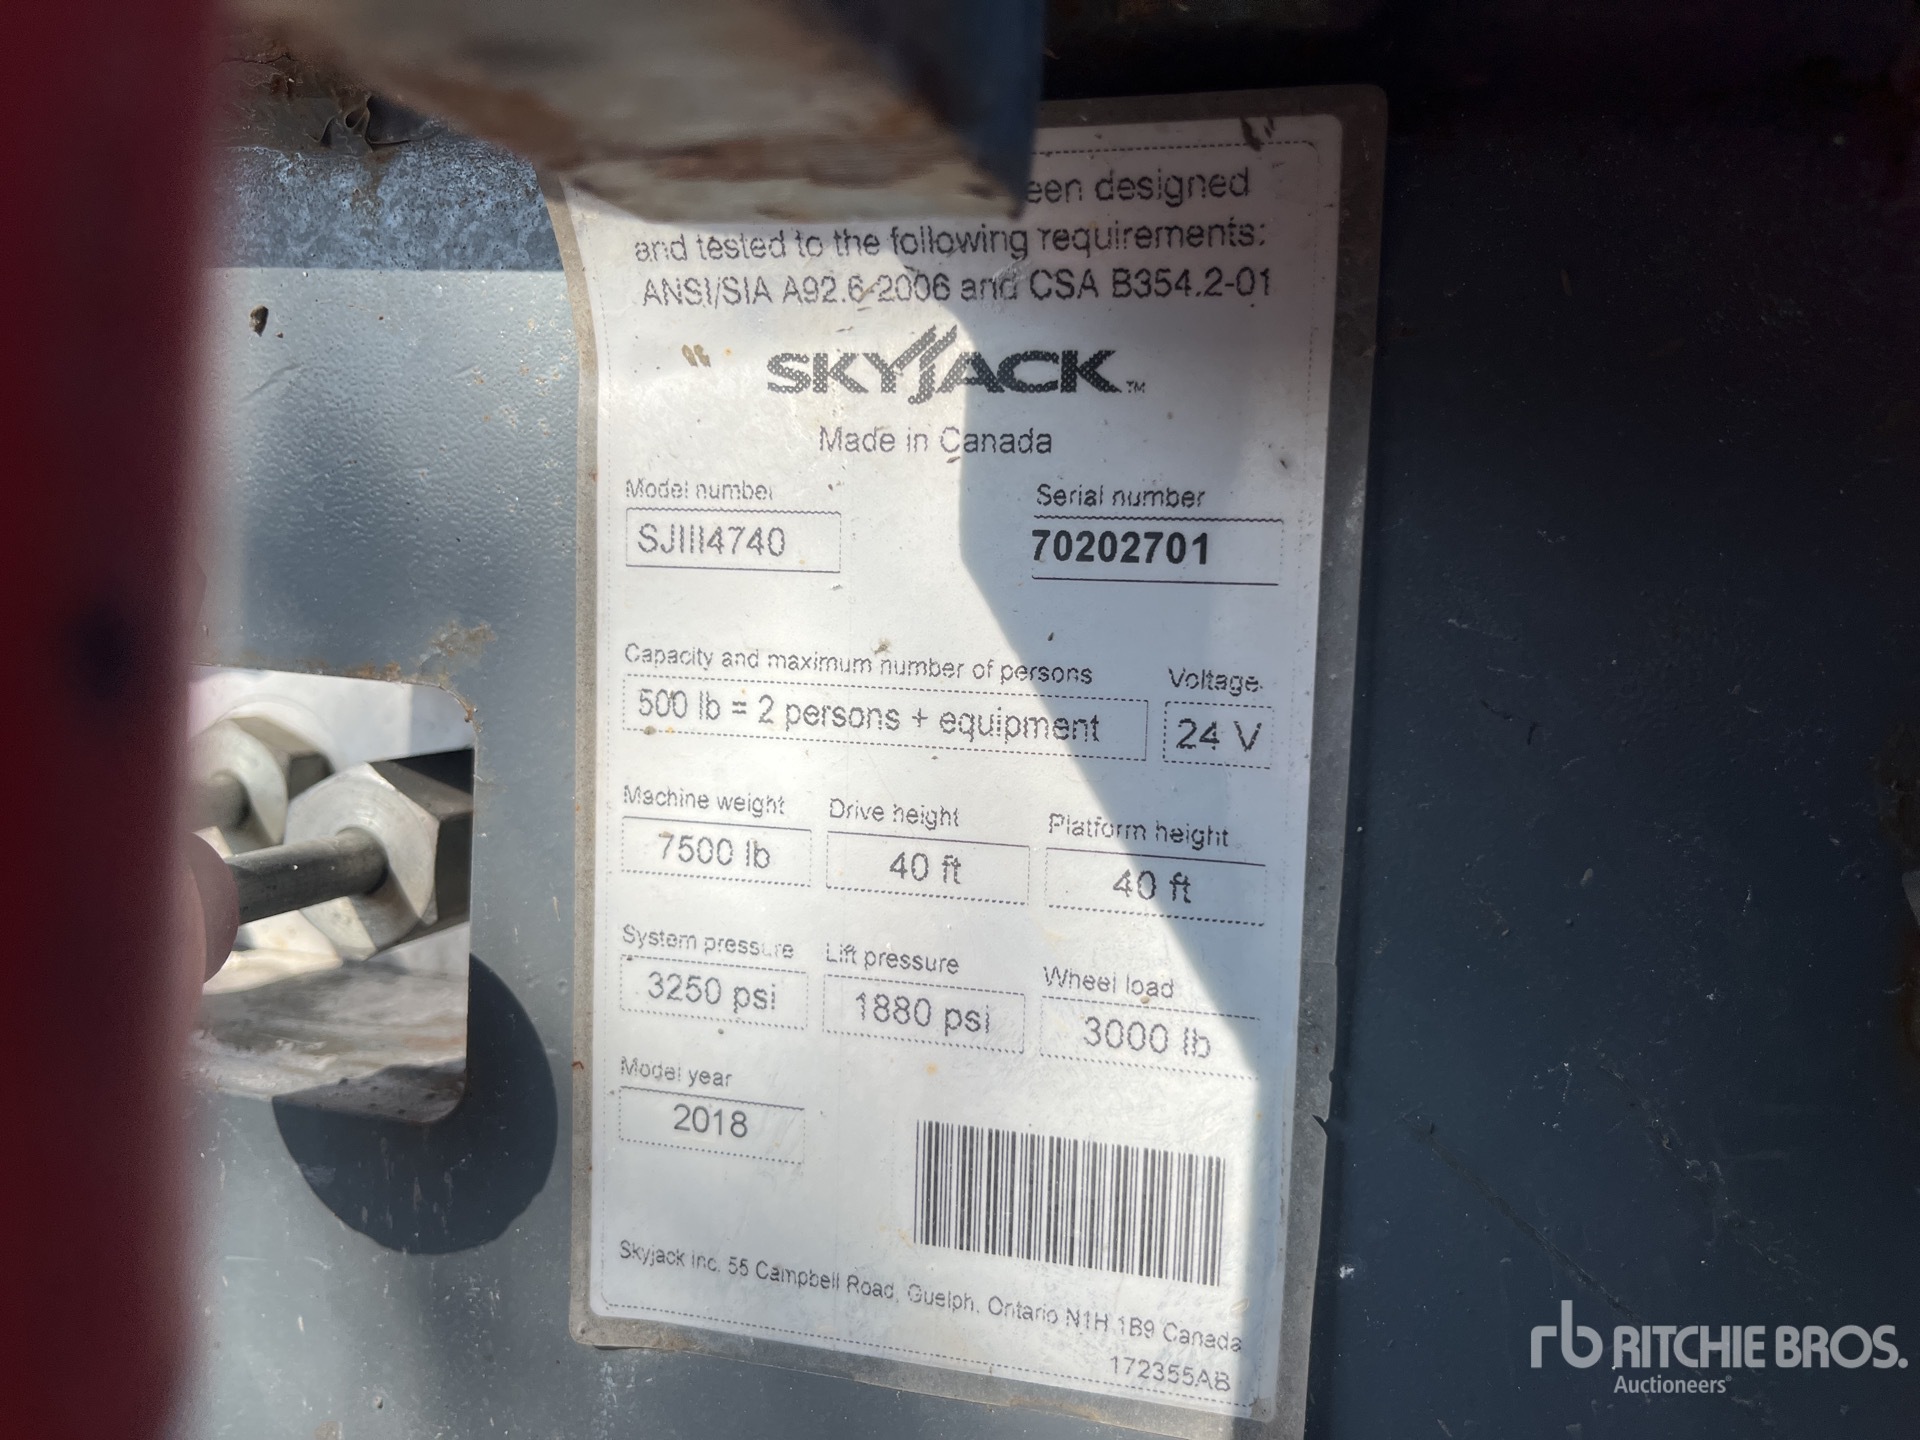 een designed
and tested to the following requirements:
ANSI/SIA A92.6-2006 and CSA B354.2-01
SKYJACK™
Made in Canada
Model number
Serial number
SJIII4740
70202701
Capacity and maximum number of persons
Voltage
500 lb = 2 persons + equipment
24 V
Machine weight
Drive height
Platform height
7500 lb
40 ft
40 ft
System pressure
Lift pressure
Wheel load
3250 psi
1880 psi
3000 lb
Model year
2018
Skyjack Inc. 55 Campbell Road, Guelph, Ontario N1H 1B9 Canada
172355AB
rb RITCHIE BROS.
Auctioneers